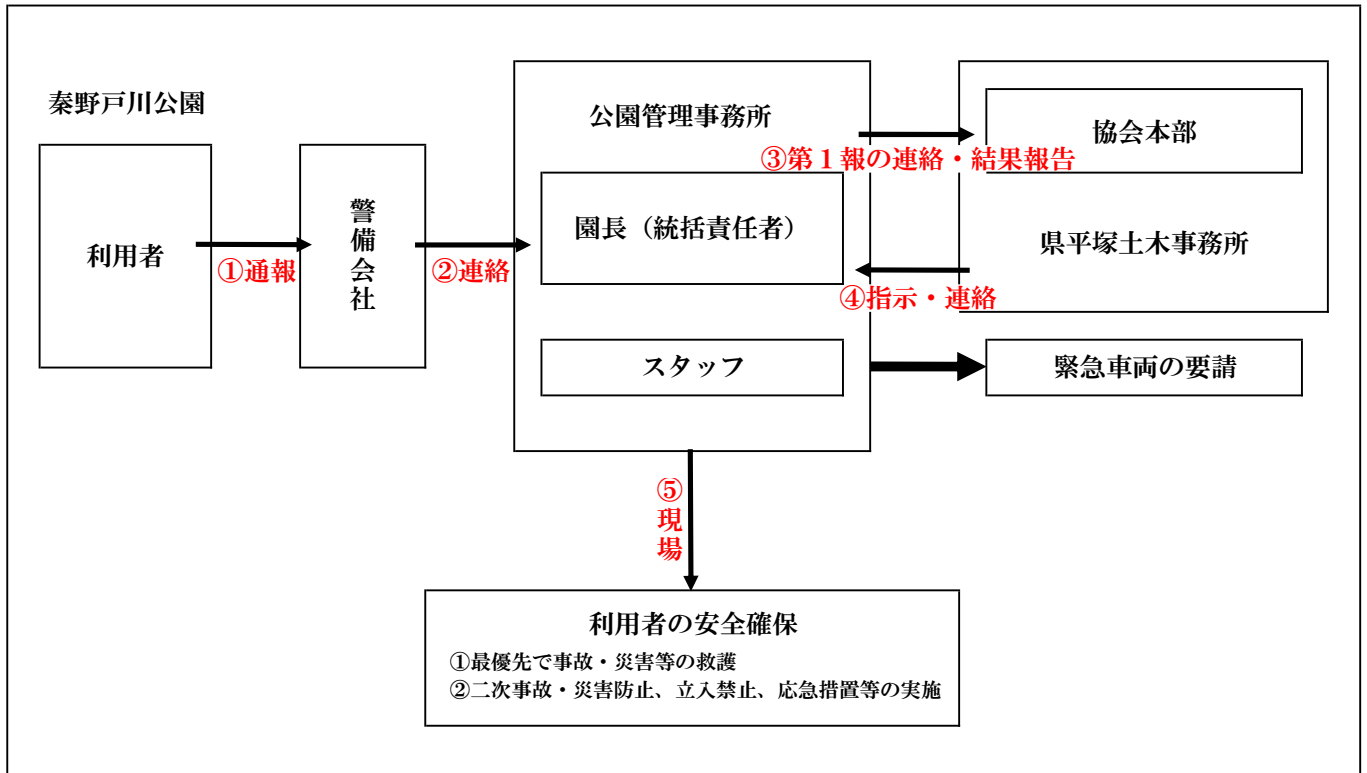 秦野戸川公園
利用者
①通報
警備会社
②連絡
公園管理事務所
園長（統括責任者）
スタッフ
③第１報の連絡・結果報告
協会本部
県平塚土木事務所
④指示・連絡
緊急車両の要請
⑤現場
利用者の安全確保
①最優先で事故・災害等の救護
②二次事故・災害防止、立入禁止、応急措置等の実施